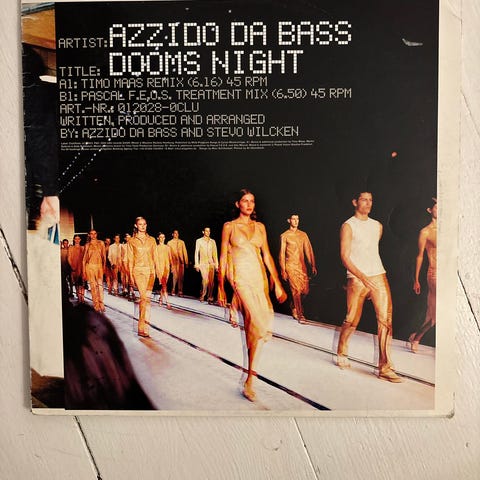 ARTIST: AZZIDO DA BASS
TITLE: DOOMS NIGHT
A1: TIMO MAAS REMIX (6.16) 45 RPM
B1: PASCAL F.E.O.S. TREATMENT MIX (6.50) 45 RPM
ART.-NR.: 012028-0CLU
WRITTEN, PRODUCED AND ARRANGED
BY: AZZIDO DA BASS AND STEVO WILCKEN